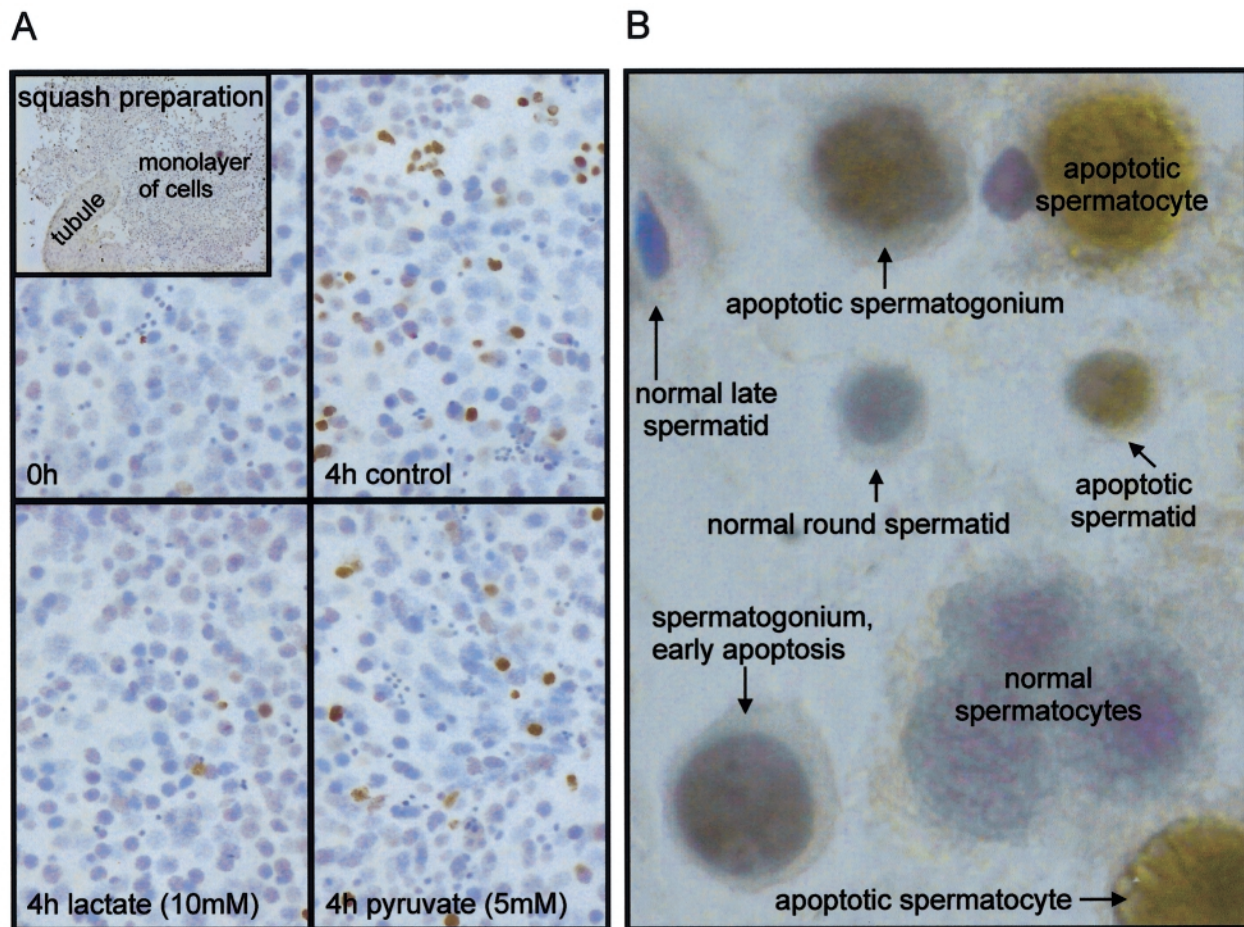 A
B
squash preparation
monolayer
of cells
tubule
0h
4h control
4h lactate (10mM)
4h pyruvate (5mM)
apoptotic
spermatocyte
apoptotic spermatogonium
normal late
spermatid
normal round spermatid
apoptotic
spermatid
spermatogonium,
early apoptosis
normal
spermatocytes
apoptotic spermatocyte